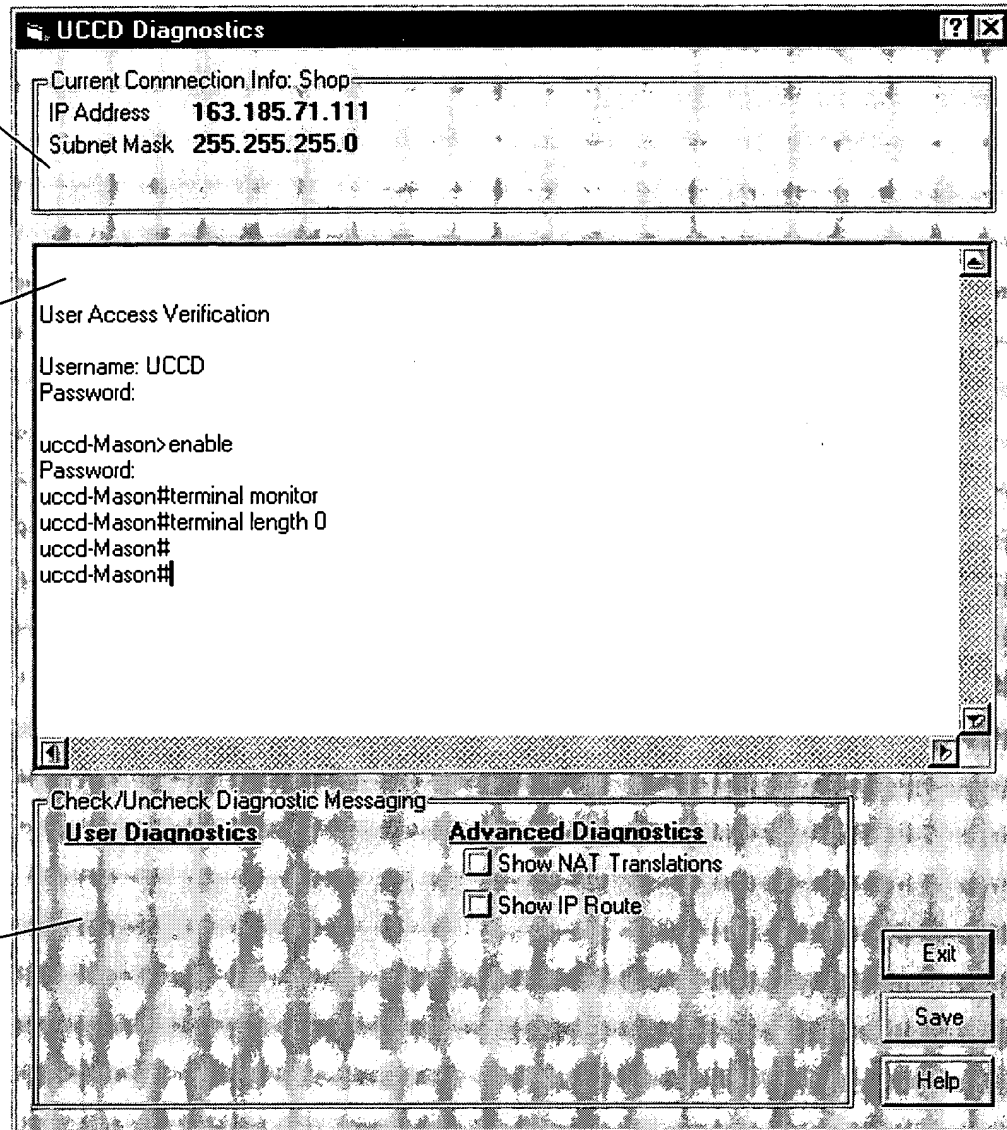 UCCD Diagnostics
Current Connnection Info: Shop
IP Address 163.185.71.111
Subnet Mask 255.255.255.0
User Access Verification
Username: UCCD
Password:
uccd-Mason>enable
Password:
uccd-Mason#terminal monitor
uccd-Mason#terminal length 0
uccd-Mason#
uccd-Mason#
Check/Uncheck Diagnostic Messaging
User Diagnostics Advanced Diagnostics
Show NAT Translations
Show IP Route
Exit
Save
Help